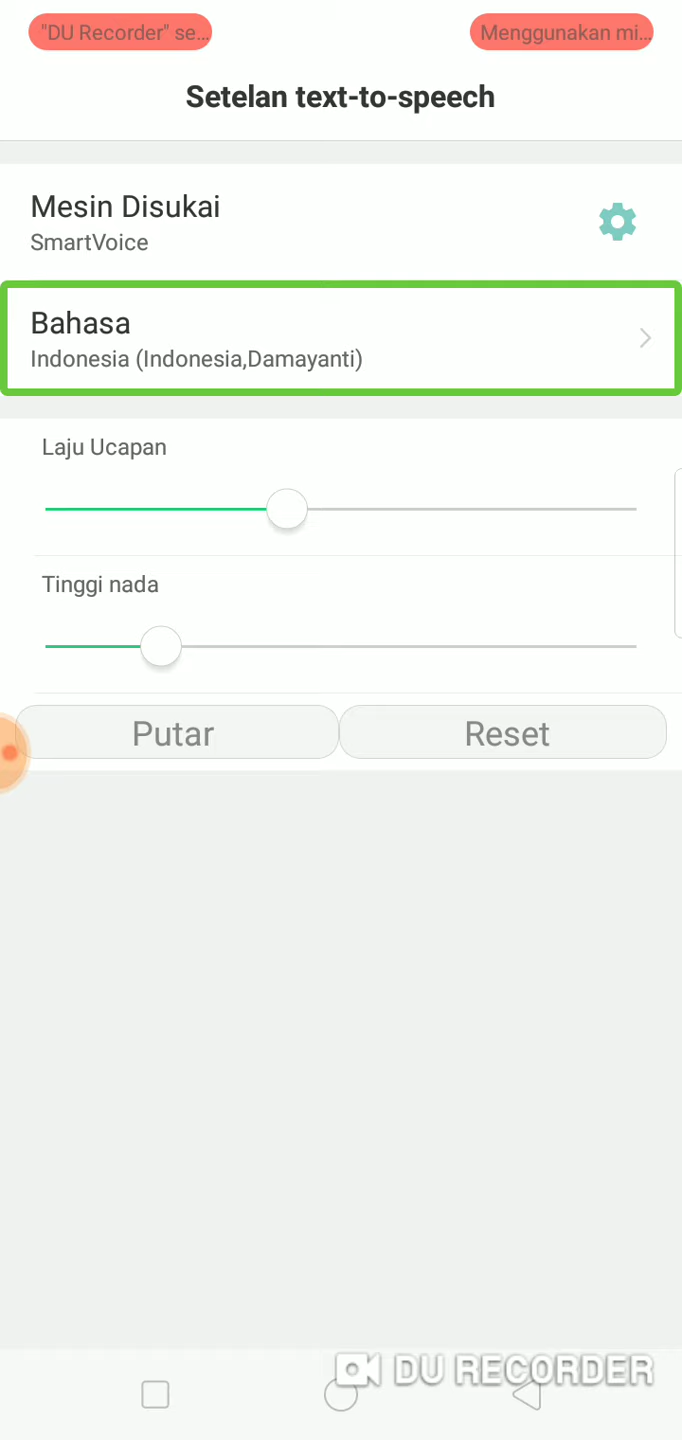 "DU Recorder" se...
Menggunakan mi...
Setelan text-to-speech
Mesin Disukai
SmartVoice
Bahasa
Indonesia (Indonesia,Damayanti)
Laju Ucapan
Tinggi nada
Putar
Reset
DU RECORDER